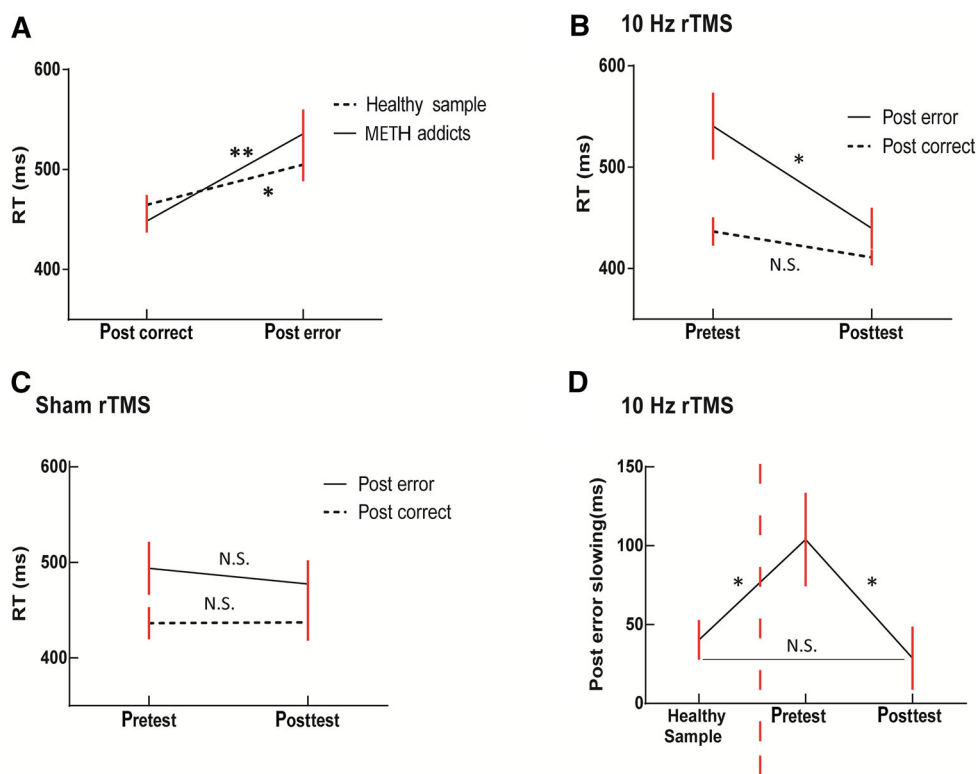 A
600
500
400
RT (ms)
Healthy sample
METH addicts
**
*
Post correct
Post error
B
10 Hz rTMS
600
500
400
RT (ms)
Post error
Post correct
*
N.S.
Pretest
Posttest
C
Sham rTMS
600
500
400
RT (ms)
Post error
Post correct
N.S.
N.S.
Pretest
Posttest
D
10 Hz rTMS
150
100
50
0
Post error slowing(ms)
*
*
N.S.
Healthy
Sample
Pretest
Posttest